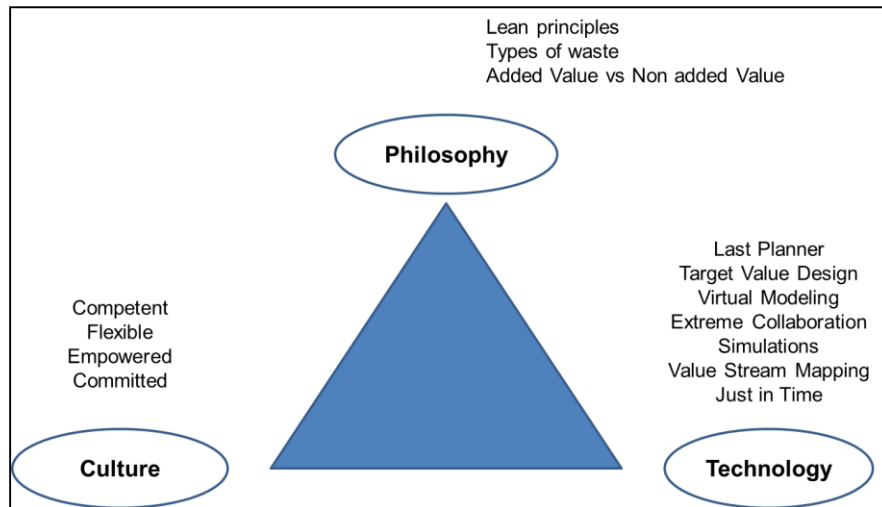 Lean principles
Types of waste
Added Value vs Non added Value
Philosophy
Last Planner
Target Value Design
Virtual Modeling
Extreme Collaboration
Simulations
Value Stream Mapping
Just in Time
Competent
Flexible
Empowered
Committed
Culture
Technology